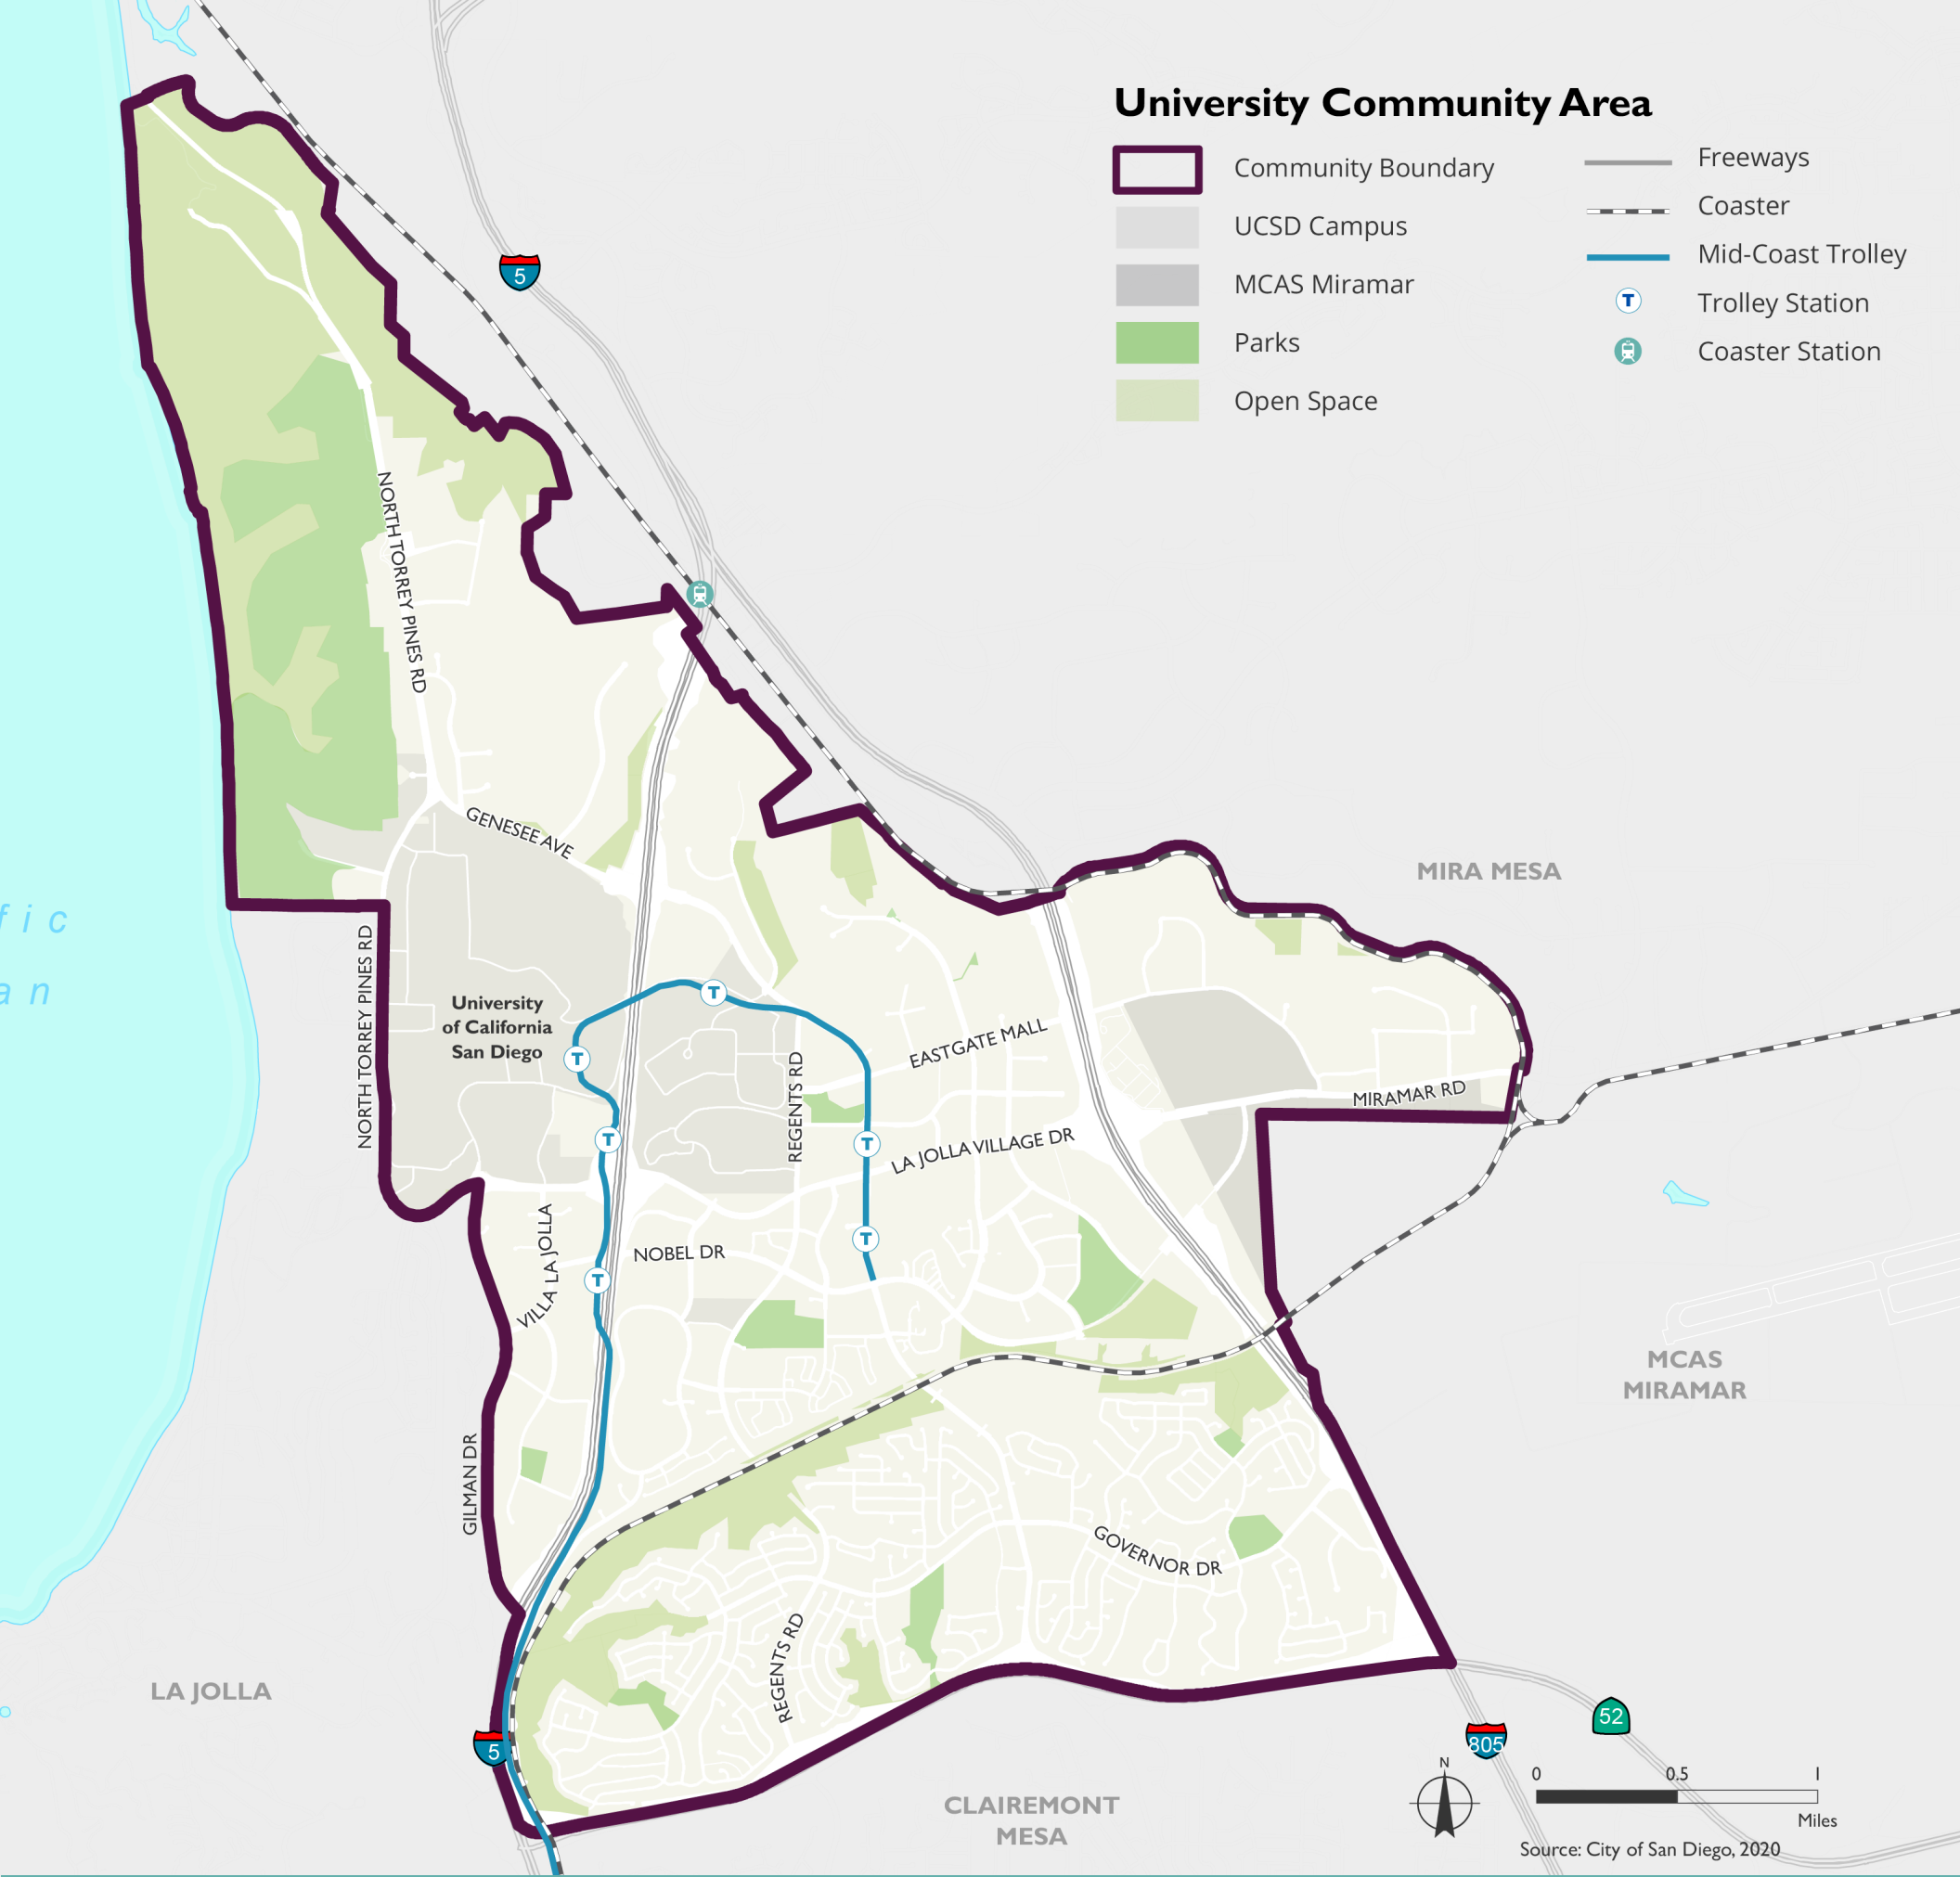 University Community Area
Community Boundary
UCSD Campus
MCAS Miramar
Parks
Open Space
Freeways
Coaster
Mid-Coast Trolley
T
Trolley Station
Coaster Station
5
NORTH TORREY PINES RD
GENESEE AVE
MIRA MESA
fic
an
NORTH TORREY PINES RD
University
of California
San Diego
T
T
T
T
T
T
REGENTS RD
EASTGATE MALL
MIRAMAR RD
LA JOLLA VILLAGE DR
VILLA LA JOLLA
NOBEL DR
MCAS
MIRAMAR
GILMAN DR
GOVERNOR DR
REGENTS RD
LA JOLLA
5
52
805
CLAIREMONT
MESA
N
0 0.5 1
Miles
Source: City of San Diego, 2020